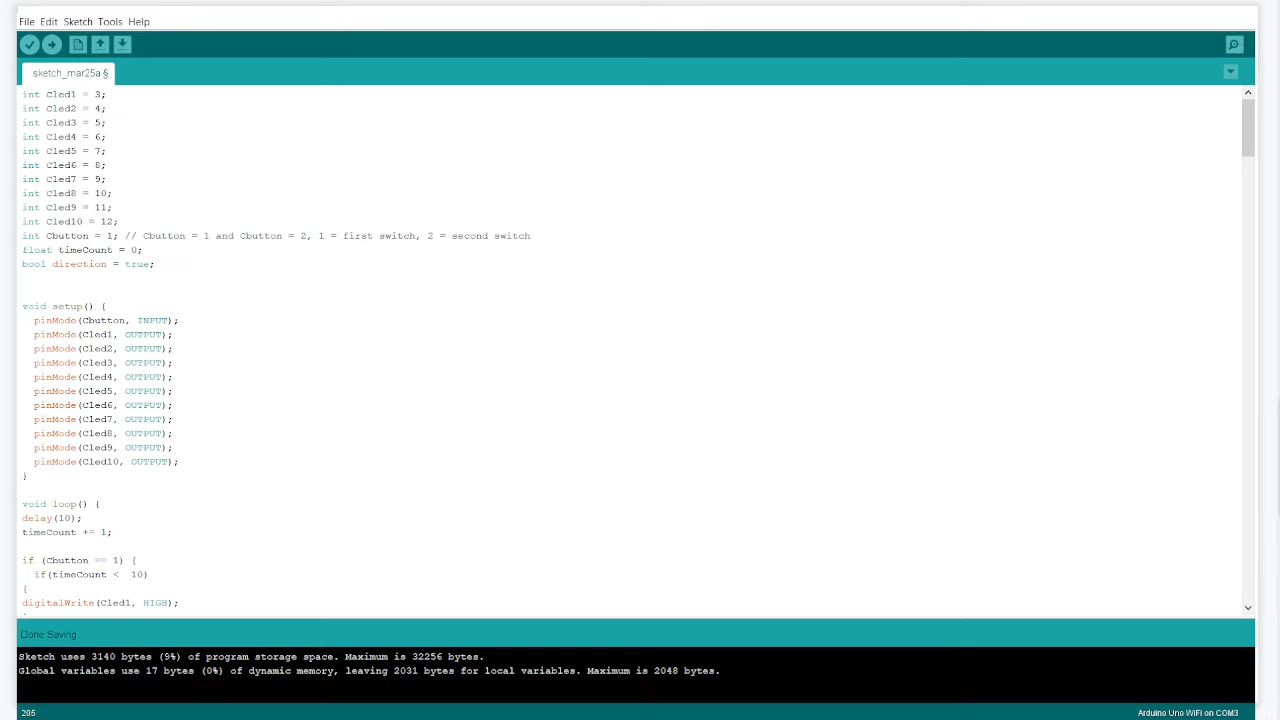 File Edit Sketch Tools Help
sketch_mar25a §
int Cled1 = 3;
int Cled2 = 4;
int Cled3 = 5;
int Cled4 = 6;
int Cled5 = 7;
int Cled6 = 8;
int Cled7 = 9;
int Cled8 = 10;
int Cled9 = 11;
int Cled10 = 12;
int Cbutton = 1; // Cbutton = 1 and Cbutton = 2, 1 = first switch, 2 = second switch
float timeCount = 0;
bool direction = true;
void setup() {
pinMode(Cbutton, INPUT);
pinMode(Cled1, OUTPUT);
pinMode(Cled2, OUTPUT);
pinMode(Cled3, OUTPUT);
pinMode(Cled4, OUTPUT);
pinMode(Cled5, OUTPUT);
pinMode(Cled6, OUTPUT);
pinMode(Cled7, OUTPUT);
pinMode(Cled8, OUTPUT);
pinMode(Cled9, OUTPUT);
pinMode(Cled10, OUTPUT);
}
void loop() {
delay(10);
timeCount += 1;
if (Cbutton == 1) {
if(timeCount < 10)
{
digitalWrite(Cled1, HIGH);
Done Saving.
Sketch uses 3140 bytes (9%) of program storage space. Maximum is 32256 bytes.
Global variables use 17 bytes (0%) of dynamic memory, leaving 2031 bytes for local variables. Maximum is 2048 bytes.
205
Arduino Uno WiFi on COM3